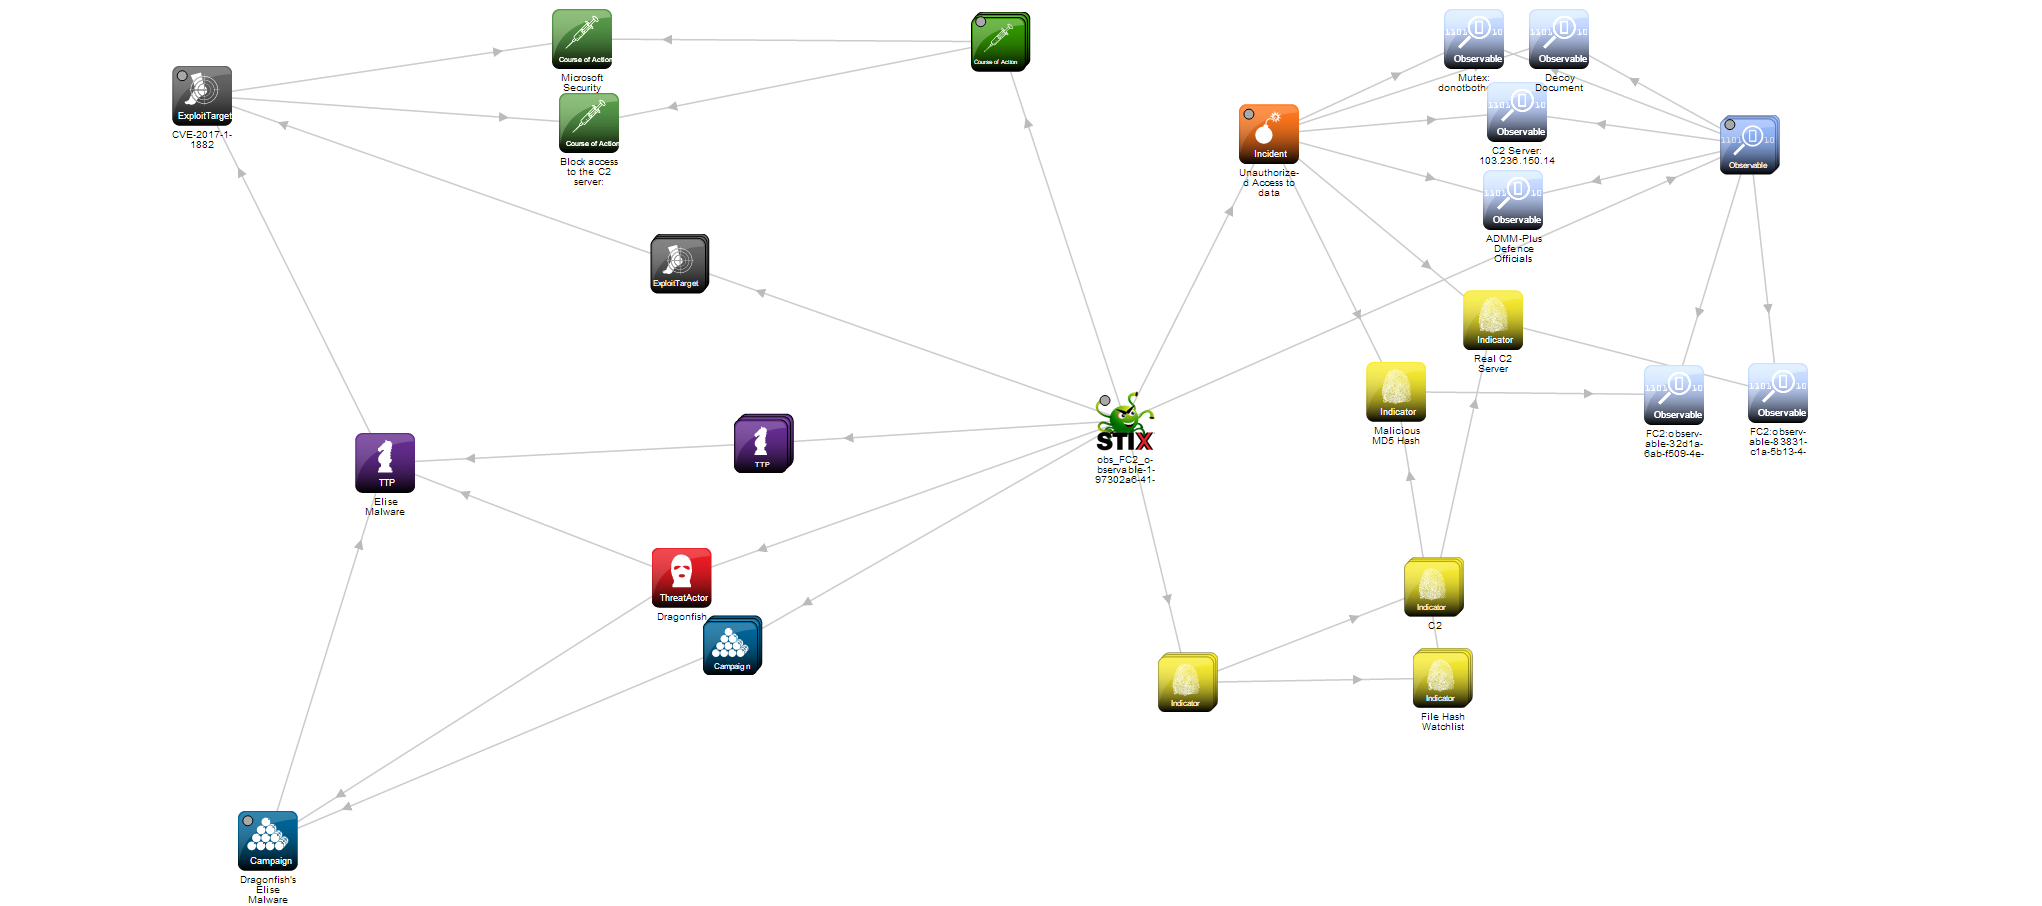 Course of Action
Microsoft
Security
Course of Action
Block access
to the C2
server:
Course of Action
ExploitTarget
CVE-2017-1-
1882
ExploitTarget
TTP
Elise
Malware
TTP
ThreatActor
Dragonfish
Campaign
Campaign
Dragonfish's
Elise
Malware
STIX
obs_FC2_o-
bservable-1-
97302a6-41-
Incident
Unauthorize-
d Access to
data
Observable
Mutex:
donotboth
Observable
Decoy
Document
Observable
C2 Server:
103.236.150.14
Observable
ADMM-Plus
Defence
Officials
Observable
Indicator
Real C2
Server
Indicator
Malicious
MD5 Hash
Observable
FC2:observ-
able-32d1a-
6ab-f509-4e-
Observable
FC2:observ-
able-83831-
c1a-5b13-4-
Indicator
C2
Indicator
Indicator
File Hash
Watchlist